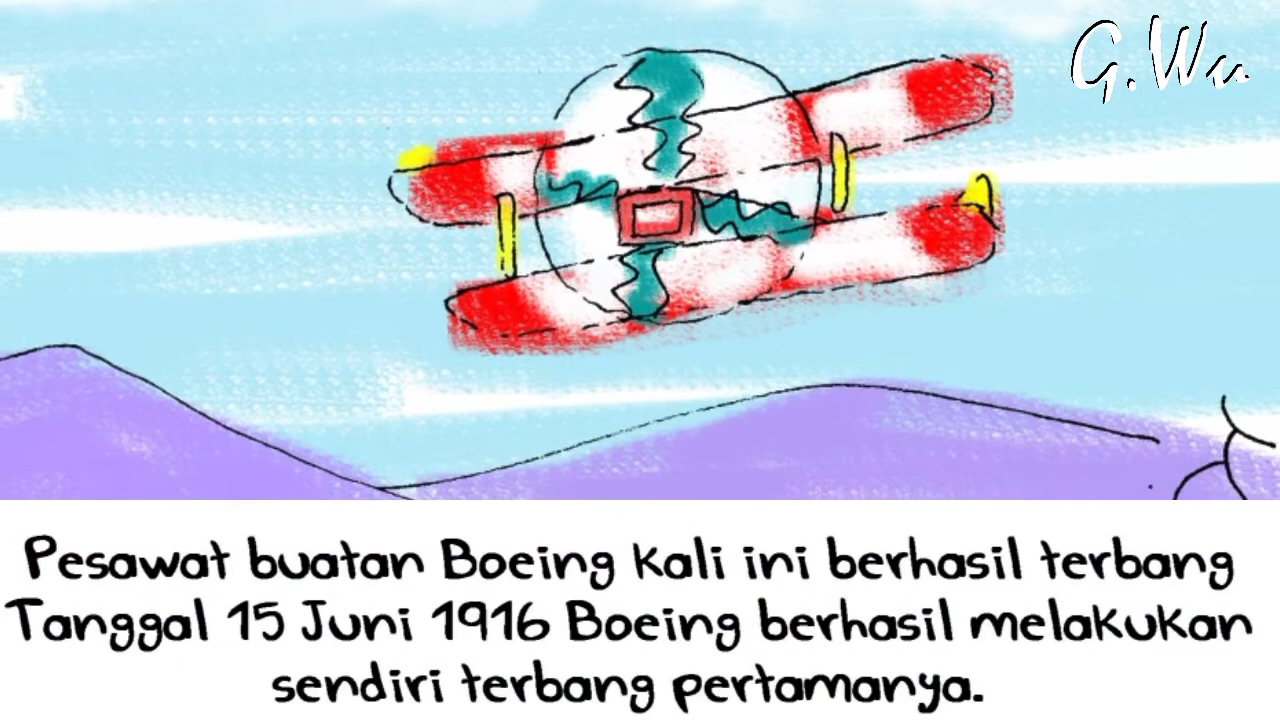 G.Wu
Pesawat buatan Boeing kali ini berhasil terbang
Tanggal 15 Juni 1916 Boeing berhasil melakukan
sendiri terbang pertamanya.